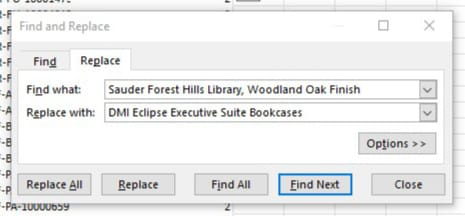 Find and Replace
Find Replace
Find what: Sauder Forest Hills Library, Woodland Oak Finish
Replace with: DMI Eclipse Executive Suite Bookcases
Options >>
Replace All Replace Find All Find Next Close
F-PA-10000659 2